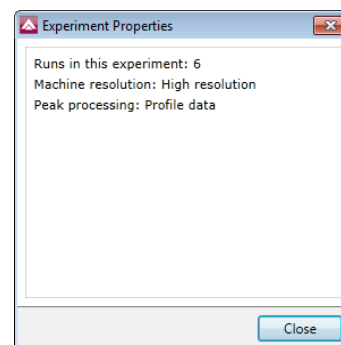 Experiment Properties
Runs in this experiment: 6
Machine resolution: High resolution
Peak processing: Profile data
Close